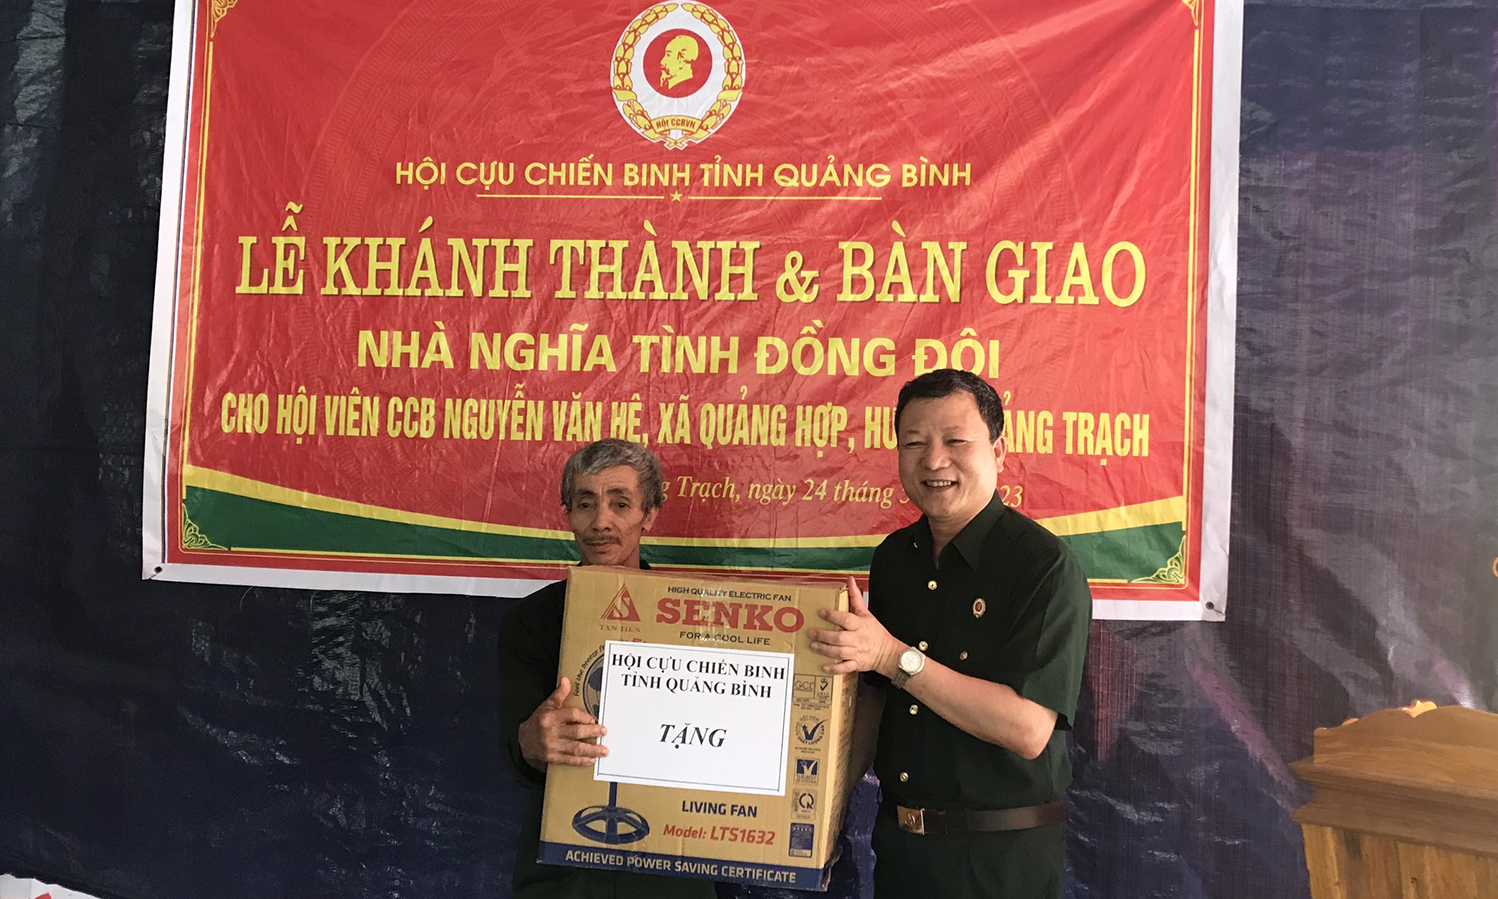 HỘI CCBVN
HỘI CỰU CHIẾN BINH TỈNH QUẢNG BÌNH
LỄ KHÁNH THÀNH & BÀN GIAO
NHÀ NGHĨA TÌNH ĐỒNG ĐỘI
CHO HỘI VIÊN CCB NGUYỄN VĂN HÊ, XÃ QUẢNG HỢP, TRẠCH
Trạch, ngày 24 tháng
HIGH QUALITY ELECTRIC FAN
SENKO
TÂN TIẾN
FOR A COOL LIFE
HỘI CỰU CHIẾN BINH
TỈNH QUẢNG BÌNH
TẶNG
LIVING FAN
Model: LTS1632
ACHIEVED POWER SAVING CERTIFICATE